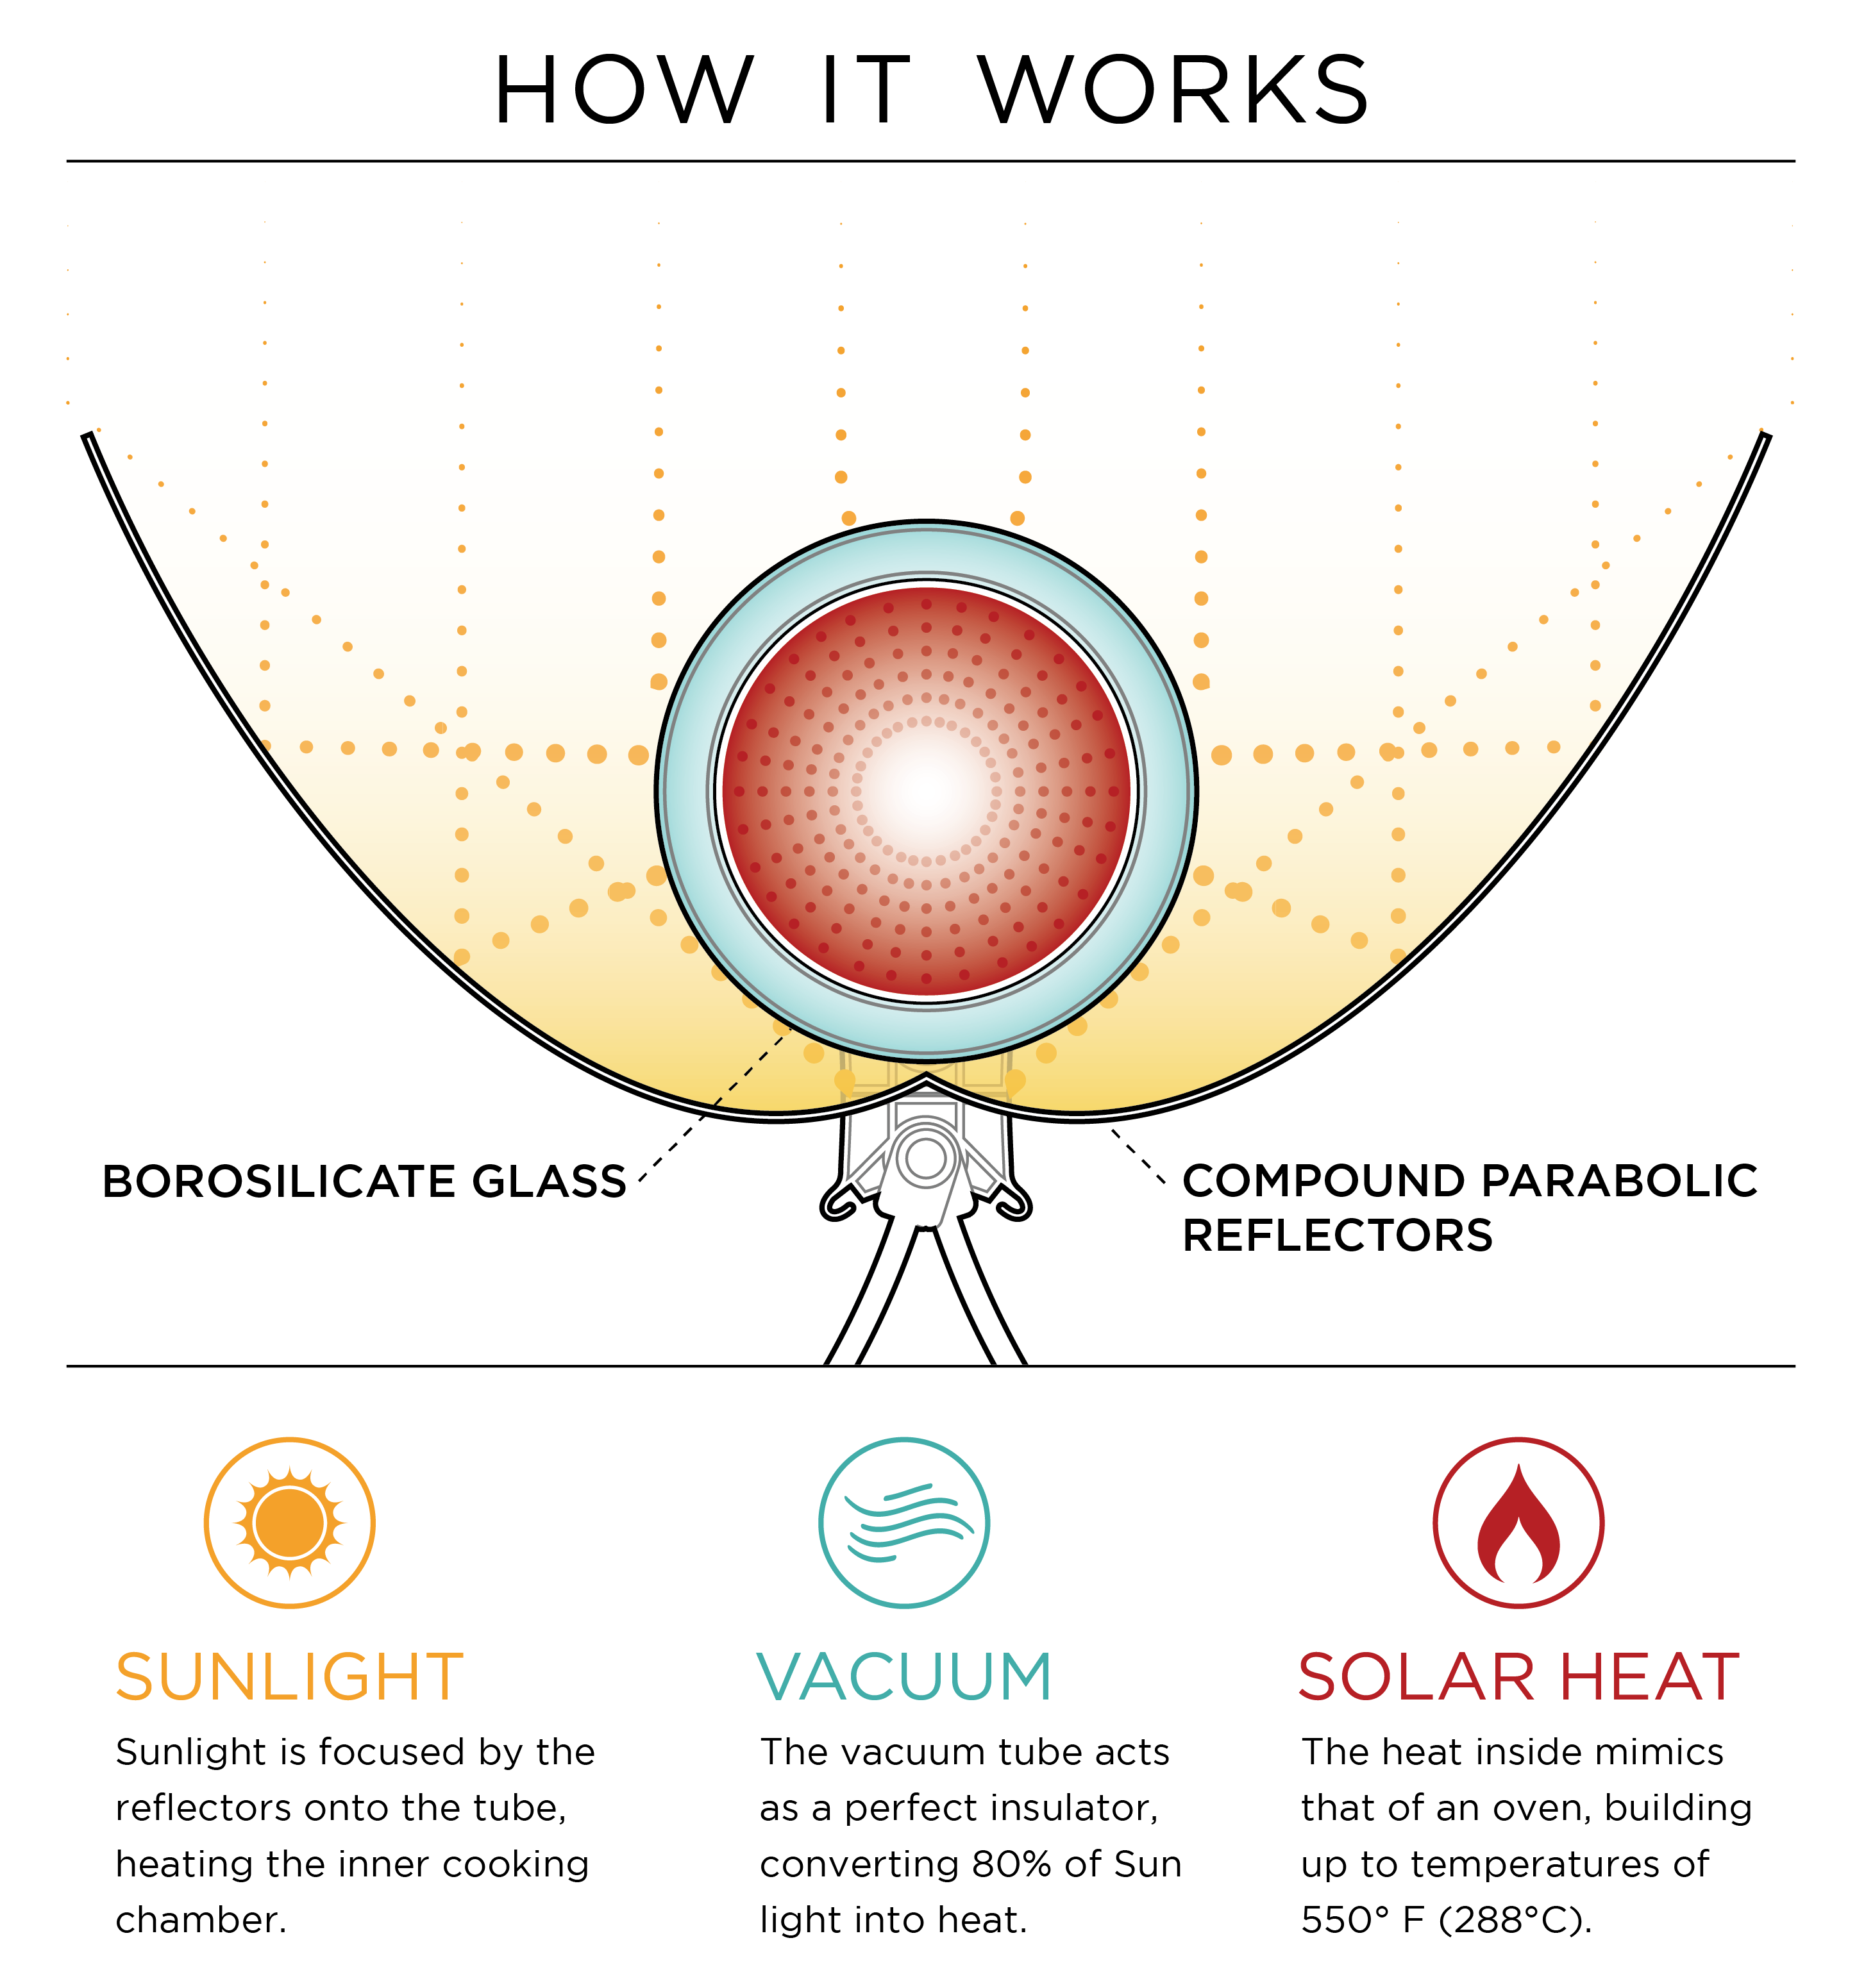 HOW IT WORKS
BOROSILICATE GLASS
COMPOUND PARABOLIC
REFLECTORS
SUNLIGHT
Sunlight is focused by the
reflectors onto the tube,
heating the inner cooking
chamber.
VACUUM
The vacuum tube acts
as a perfect insulator,
converting 80% of Sun
light into heat.
SOLAR HEAT
The heat inside mimics
that of an oven, building
up to temperatures of
550° F (288°C).